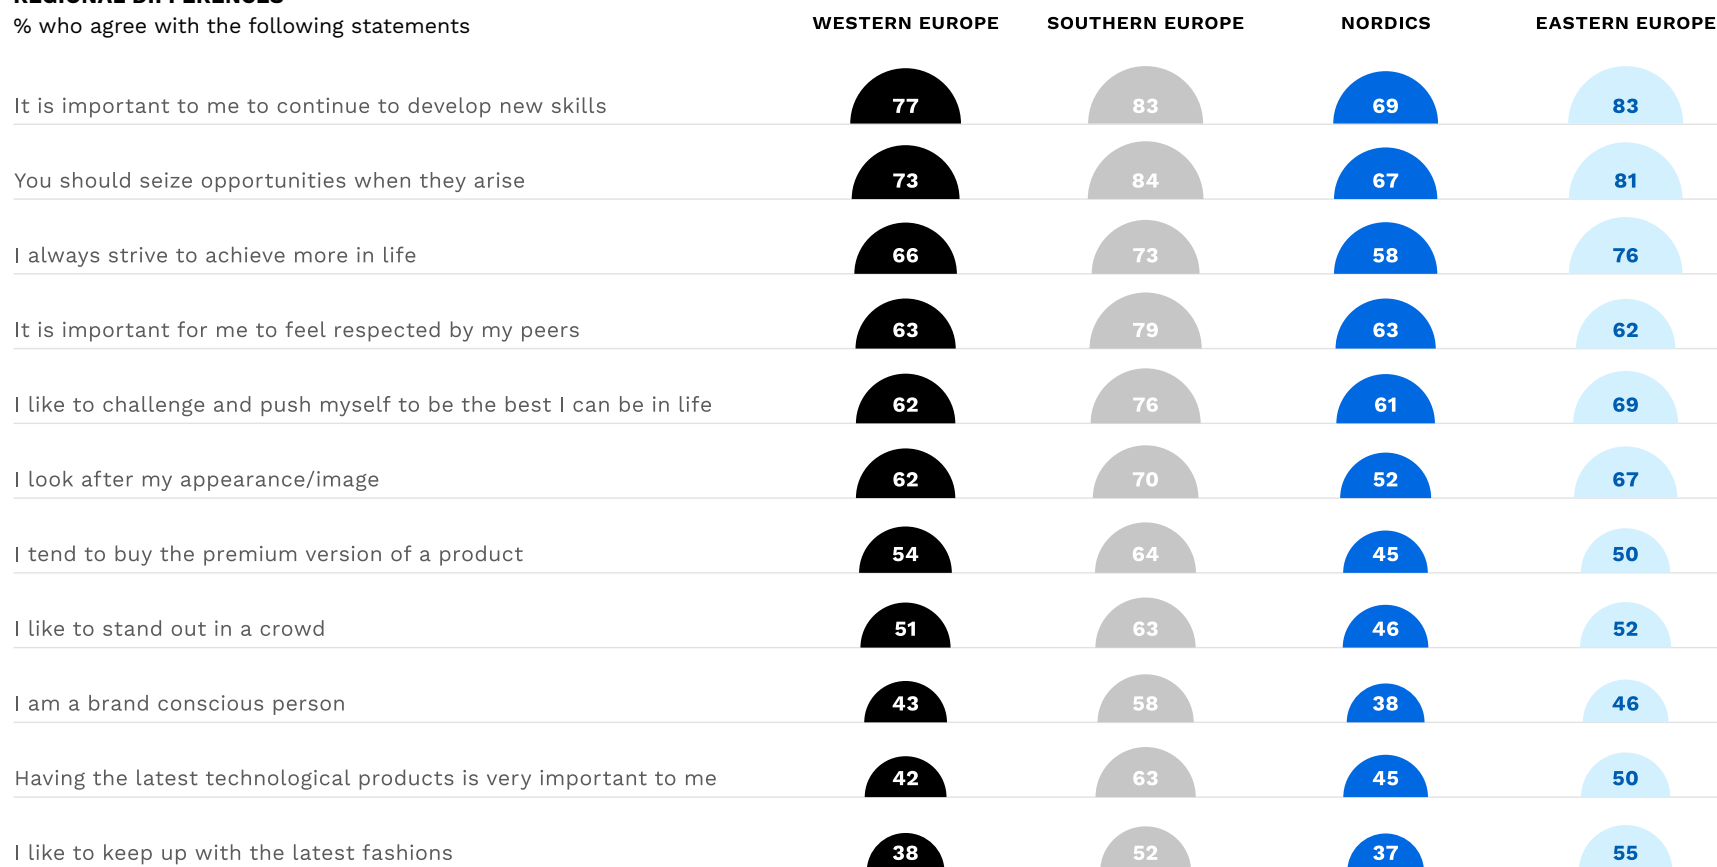 REGIONAL DIFFERENCES
% who agree with the following statements WESTERN EUROPE SOUTHERN EUROPE NORDICS EASTERN EUROPE
It is important to me to continue to develop new skills 77 83 69 83
You should seize opportunities when they arise 73 84 67 81
I always strive to achieve more in life 66 73 58 76
It is important for me to feel respected by my peers 63 79 63 62
I like to challenge and push myself to be the best I can be in life 62 76 61 69
I look after my appearance/image 62 70 52 67
I tend to buy the premium version of a product 54 64 45 50
I like to stand out in a crowd 51 63 46 52
I am a brand conscious person 43 58 38 46
Having the latest technological products is very important to me 42 63 45 50
I like to keep up with the latest fashions 38 52 37 55